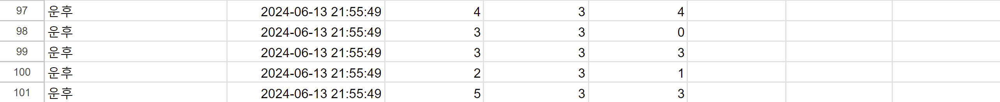 97 운후 2024-06-13 21:55:49 4 3 4
98 운후 2024-06-13 21:55:49 3 3 0
99 운후 2024-06-13 21:55:49 3 3 3
100 운후 2024-06-13 21:55:49 2 3 1
101 운후 2024-06-13 21:55:49 5 3 3